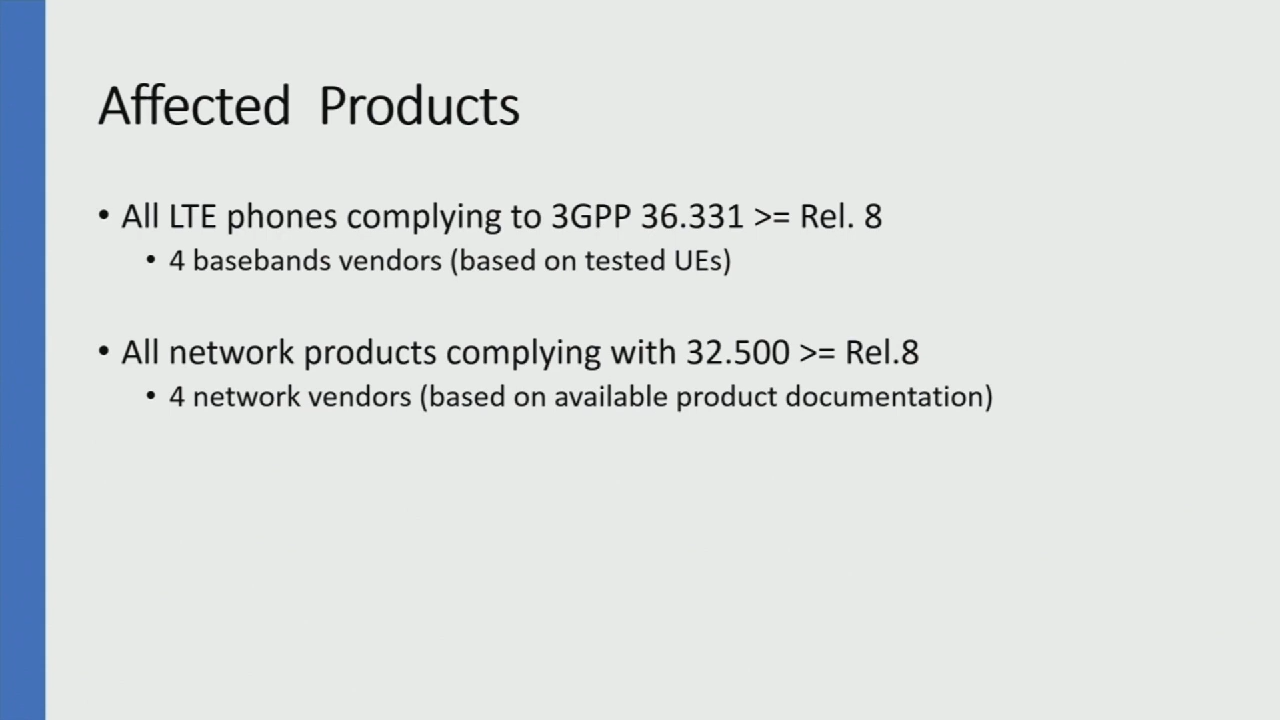 Affected Products
• All LTE phones complying to 3GPP 36.331 >= Rel. 8
• 4 basebands vendors (based on tested UEs)
• All network products complying with 32.500 >= Rel.8
• 4 network vendors (based on available product documentation)